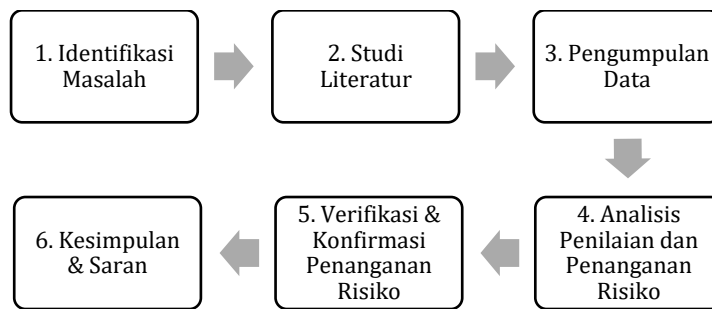 1. Identifikasi
Masalah
2. Studi
Literatur
3. Pengumpulan
Data
4. Analisis
Penilaian dan
Penanganan
Risiko
5. Verifikasi &
Konfirmasi
Penanganan
Risiko
6. Kesimpulan
& Saran